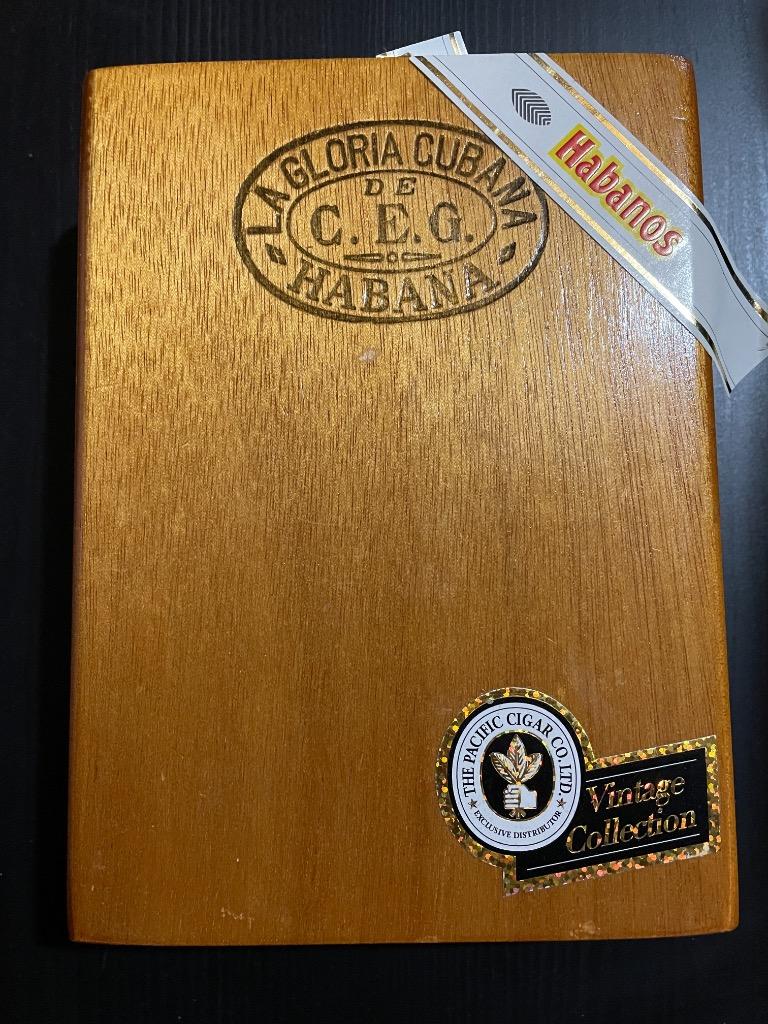 LA GLORIA CUBANA
DE
C. E. G.
HABANA
Habanos
THE PACIFIC CIGAR CO. LTD.
EXCLUSIVE DISTRIBUTOR
Vintage
Collection